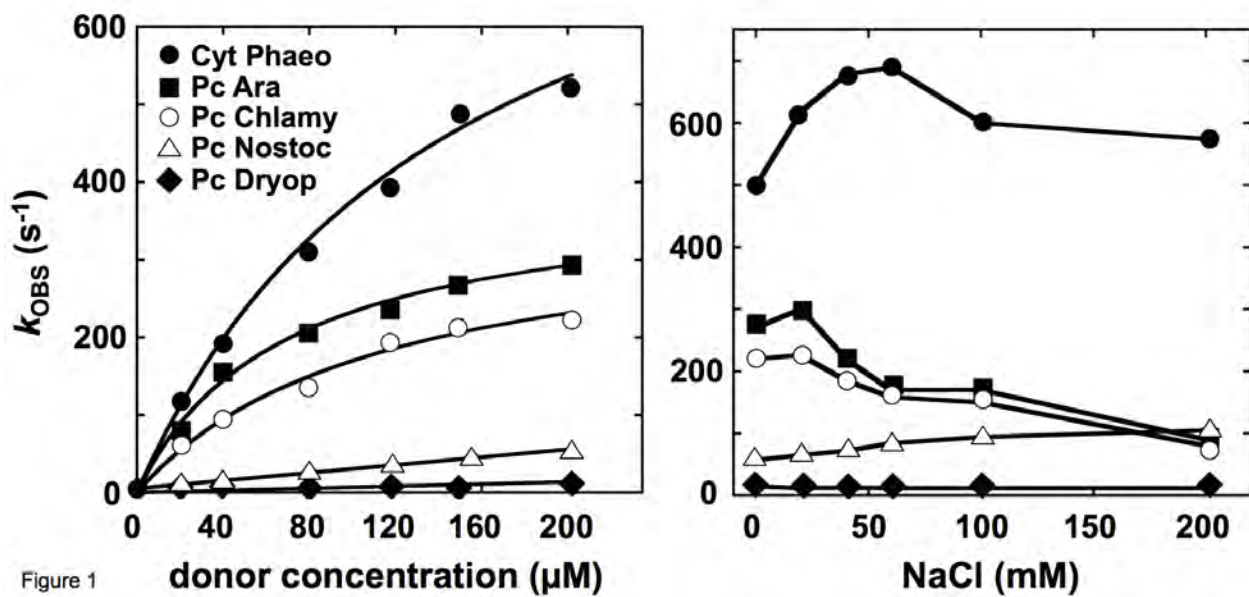 600
400
200
0
kOBS (s-1)
Cyt Phaeo
Pc Ara
Pc Chlamy
Pc Nostoc
Pc Dryop
0 40 80 120 160 200
donor concentration (μM)
600
400
200
0
0 50 100 150 200
NaCl (mM)
Figure 1